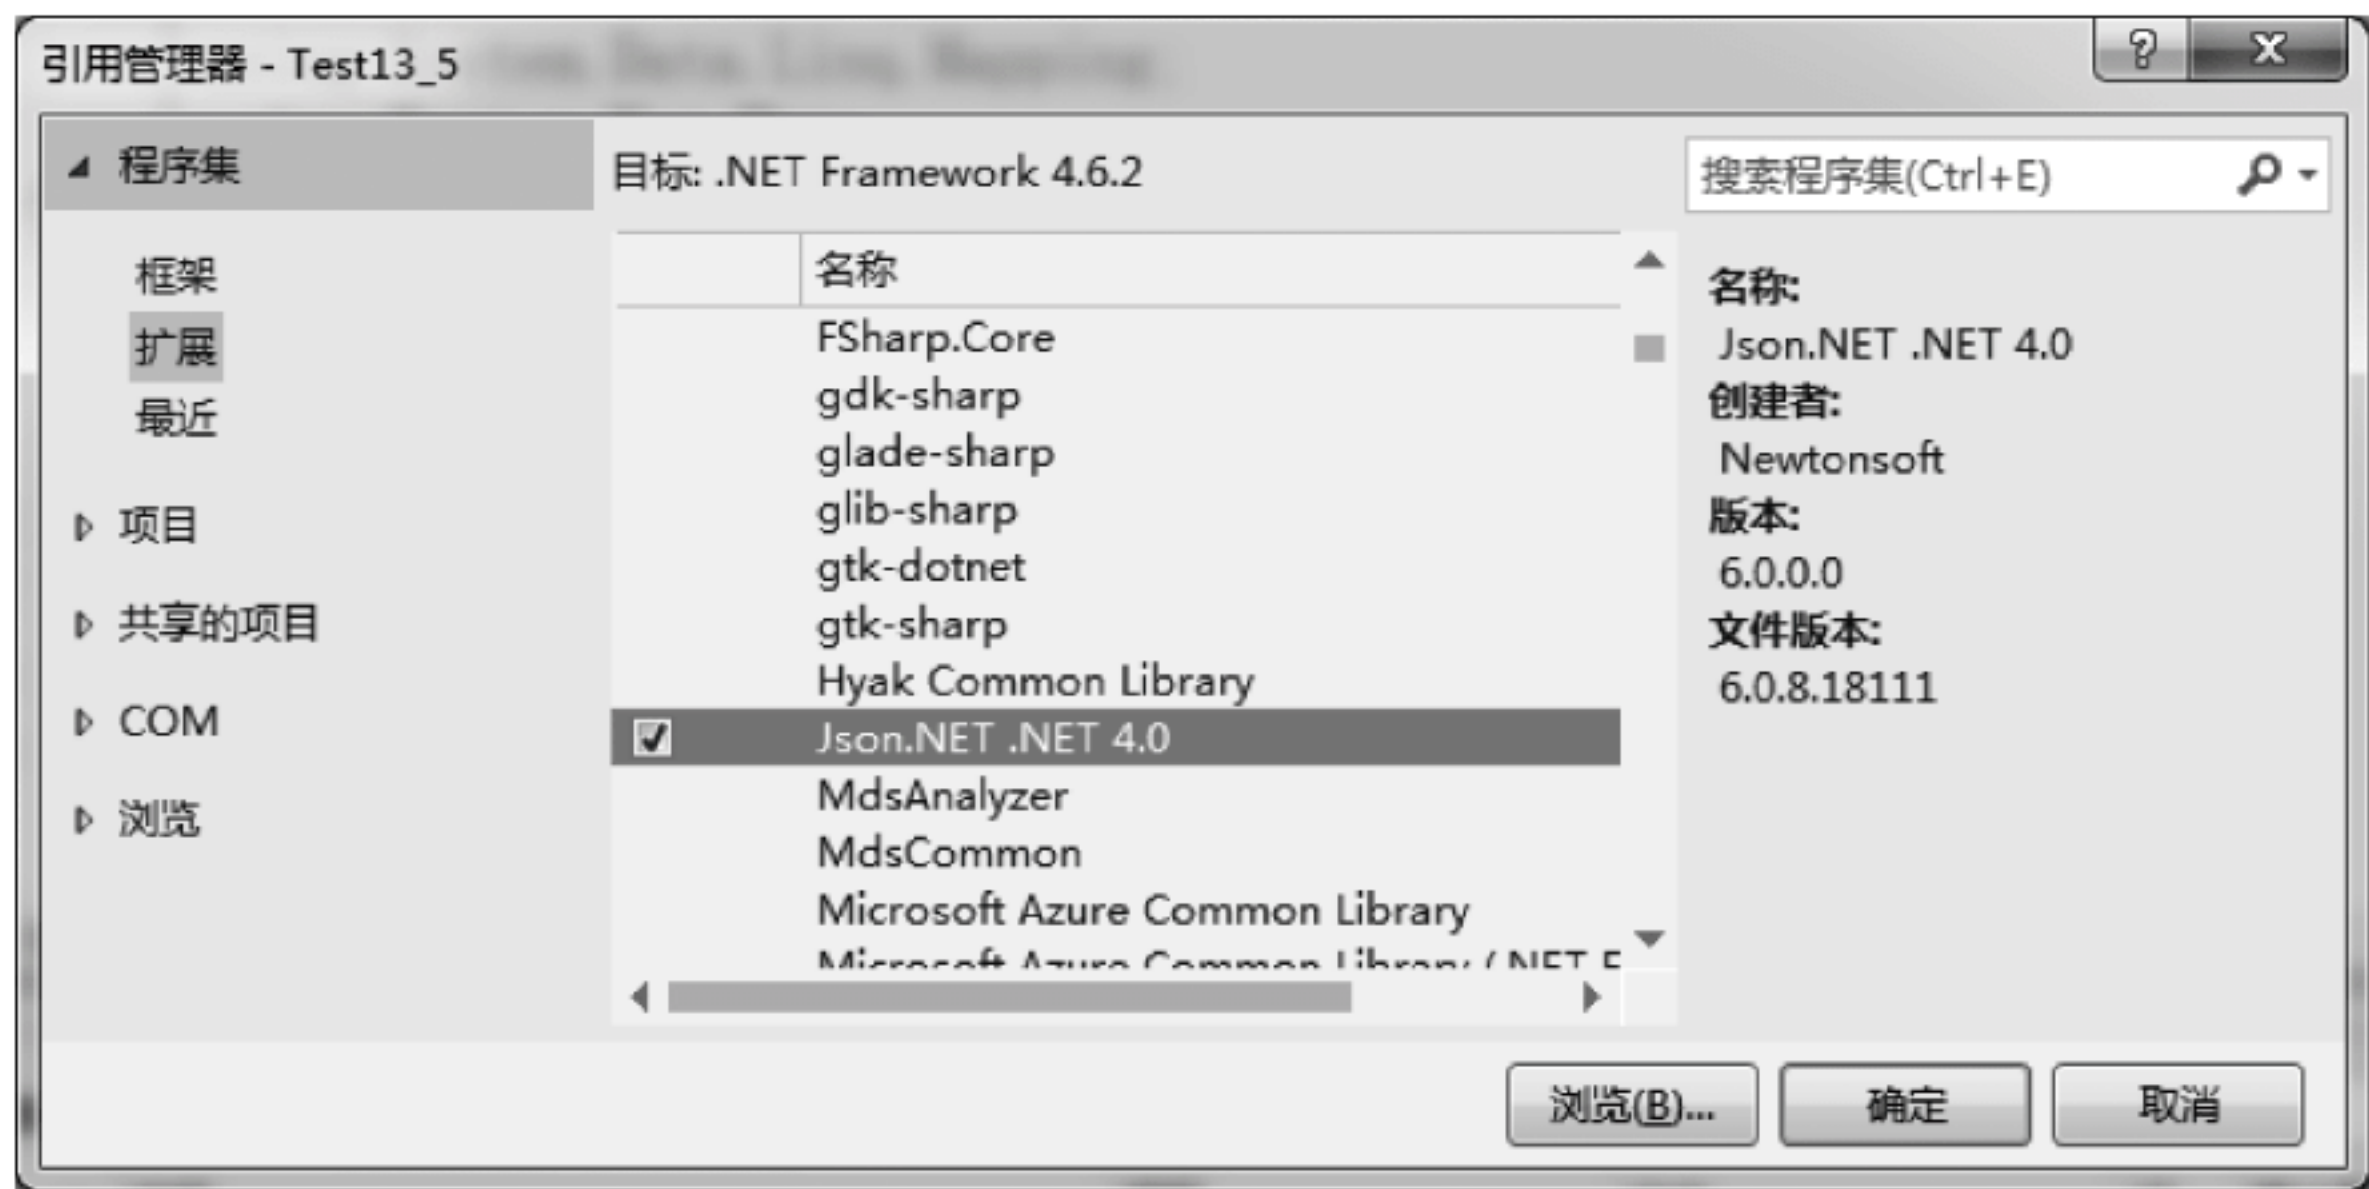 引用管理器 - Test13_5
程序集
框架
扩展
最近
项目
共享的项目
COM
浏览
目标: .NET Framework 4.6.2
名称
FSharp.Core
gdk-sharp
glade-sharp
glib-sharp
gtk-dotnet
gtk-sharp
Hyak Common Library
Json.NET .NET 4.0
MdsAnalyzer
MdsCommon
Microsoft Azure Common Library
Microsoft Azure Common Library (.NET F
搜索程序集(Ctrl+E)
名称:
Json.NET .NET 4.0
创建者:
Newtonsoft
版本:
6.0.0.0
文件版本:
6.0.8.18111
浏览(B)...
确定
取消